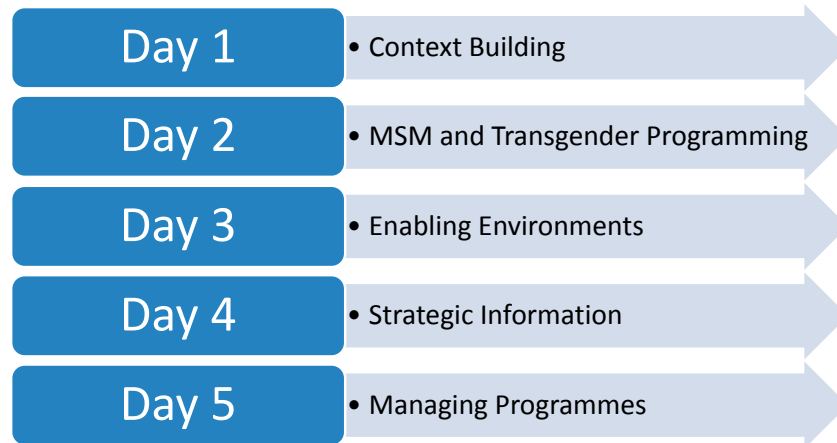 Day 1
• Context Building
Day 2
• MSM and Transgender Programming
Day 3
• Enabling Environments
Day 4
• Strategic Information
Day 5
• Managing Programmes